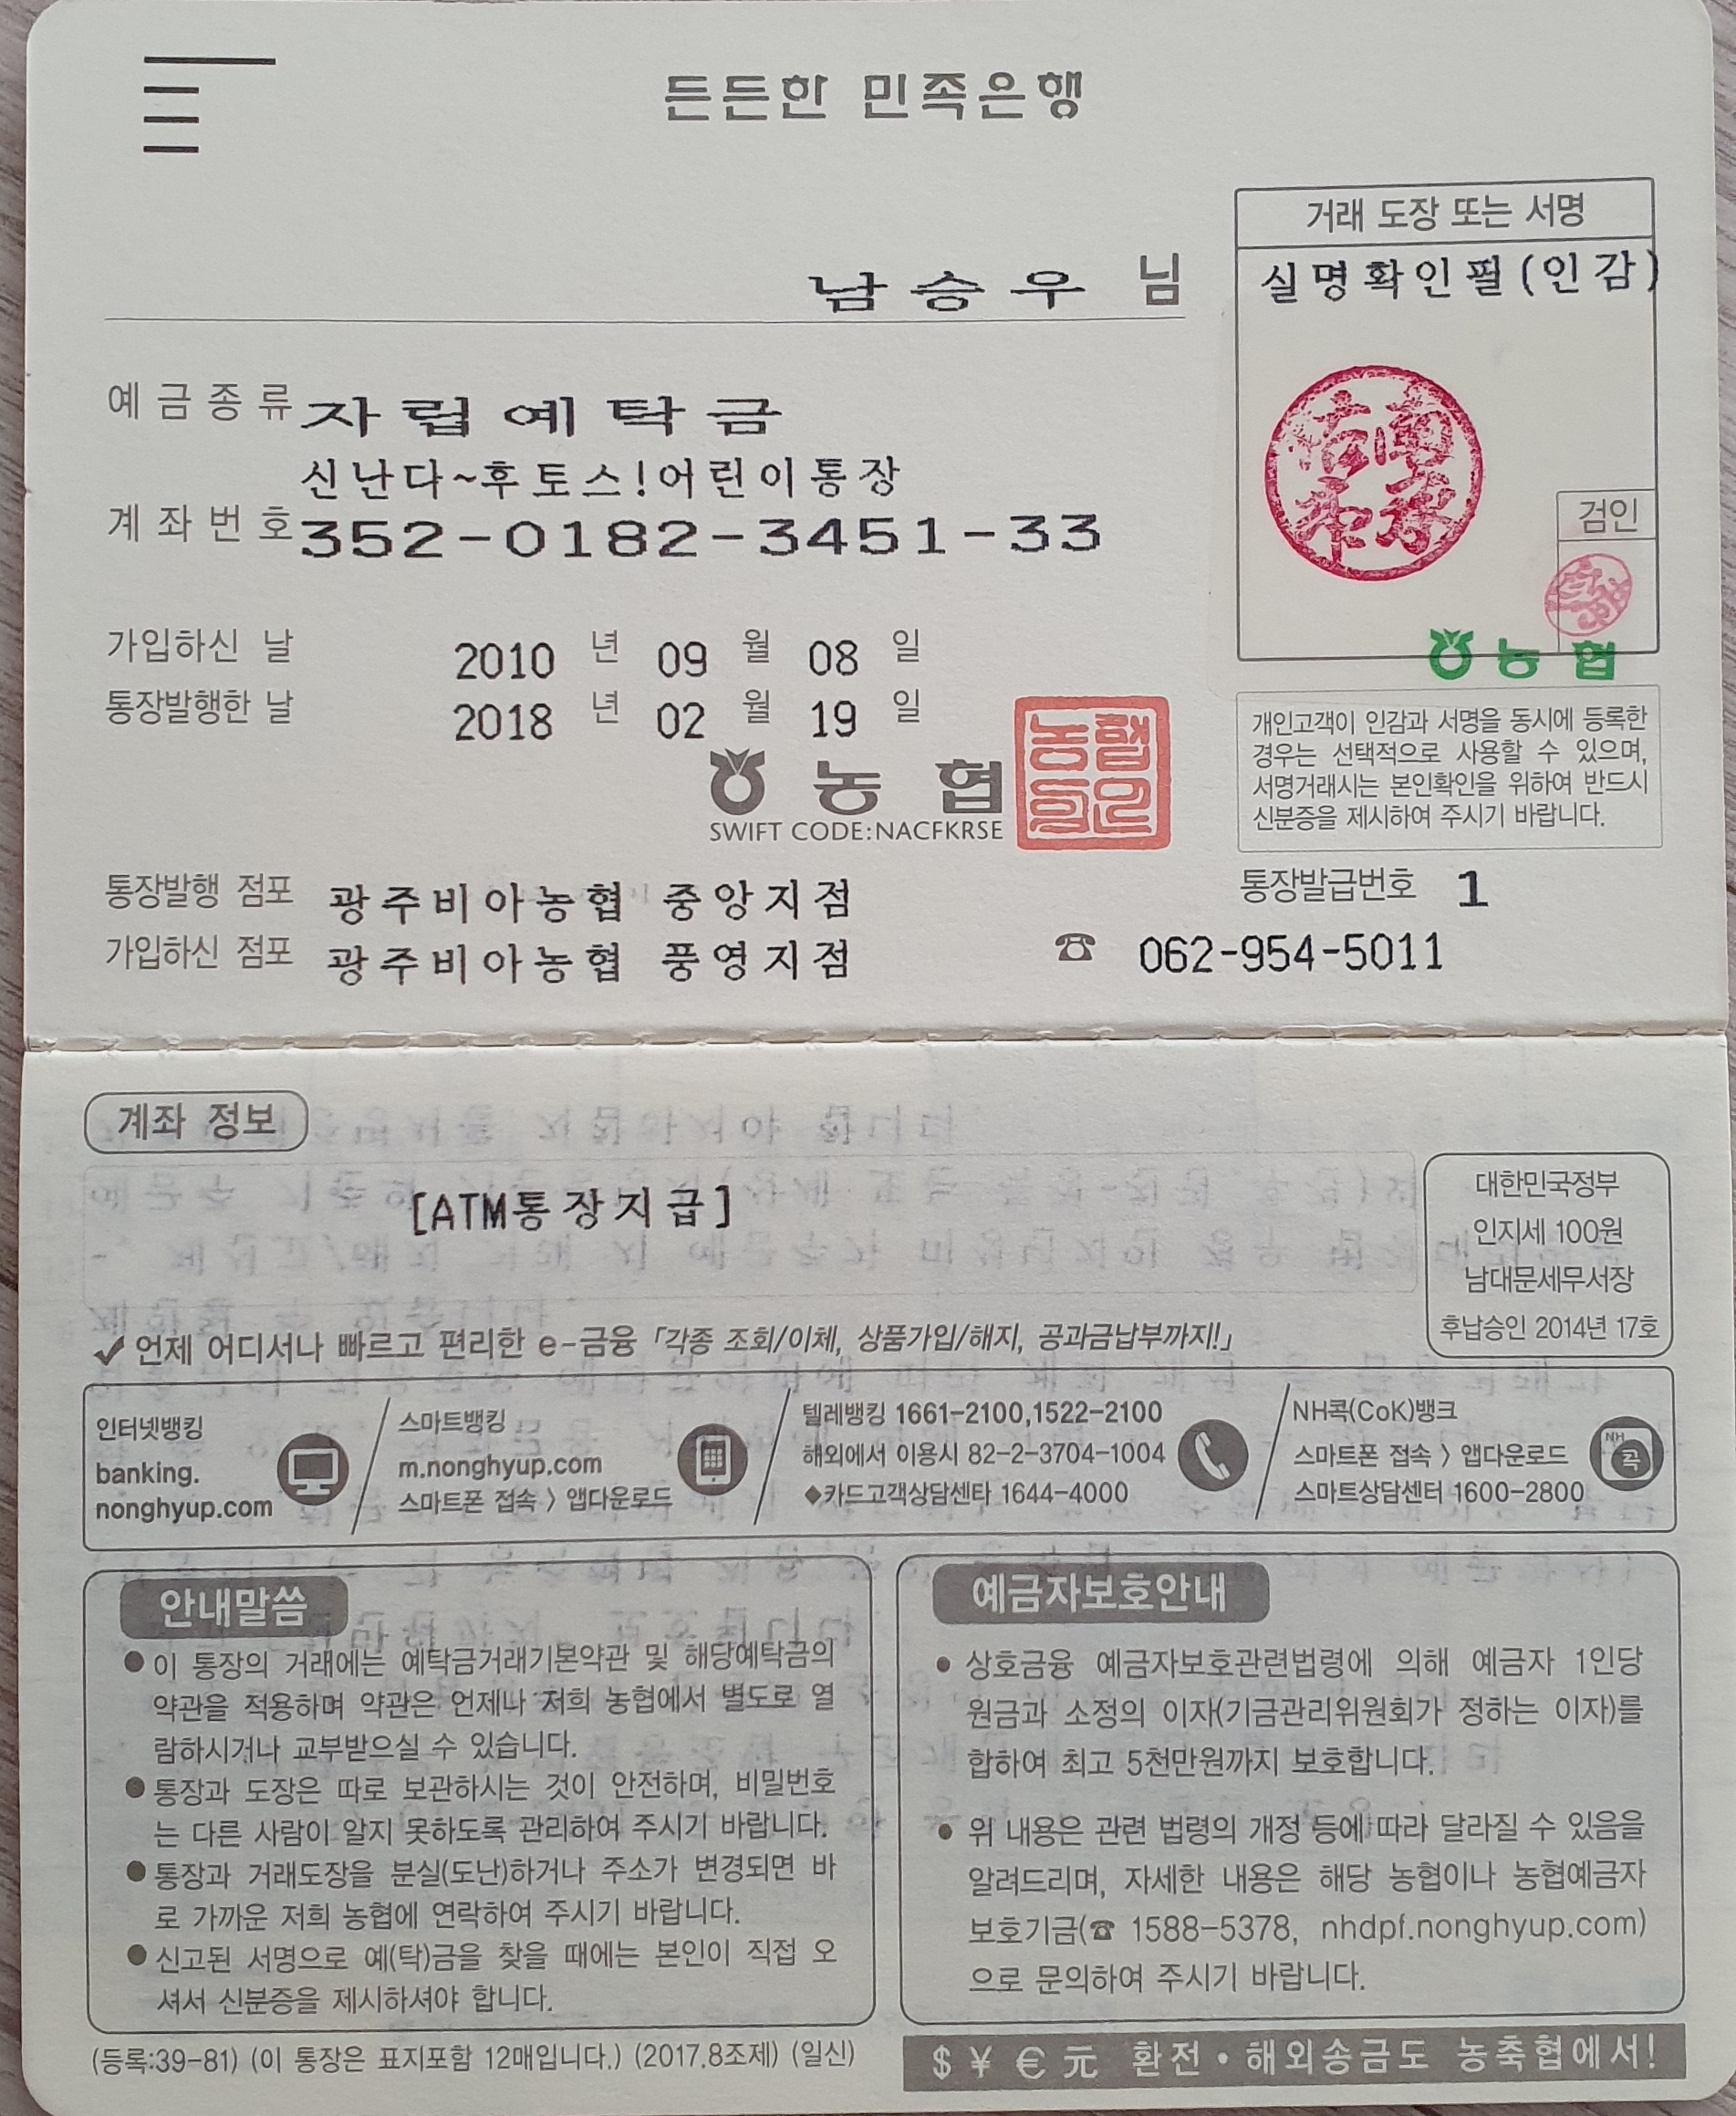 든든한 민족은행
남승우 님
거래 도장 또는 서명
실명확인필(인감)
예금종류 자립예탁금
신난다~후토스!어린이통장
계좌번호 352-0182-3451-33
검인
가입하신 날 2010 년 09 월 08 일
통장발행한 날 2018 년 02 월 19 일
농협
농협
SWIFT CODE:NACFKRSE
개인고객이 인감과 서명을 동시에 등록한
경우는 선택적으로 사용할 수 있으며,
서명거래시는 본인확인을 위하여 반드시
신분증을 제시하여 주시기 바랍니다.
통장발급번호 1
통장발행 점포 광주비아농협 중앙지점
가입하신 점포 광주비아농협 풍영지점 ☎ 062-954-5011
계좌 정보
[ATM통장지급]
대한민국정부
인지세 100원
남대문세무서장
후납승인 2014년 17호
✔언제 어디서나 빠르고 편리한 e-금융 「각종 조회/이체, 상품가입/해지, 공과금납부까지!」
인터넷뱅킹
banking.
nonghyup.com
스마트뱅킹
m.nonghyup.com
스마트폰 접속 > 앱다운로드
텔레뱅킹 1661-2100,1522-2100
해외에서 이용시 82-2-3704-1004
◆카드고객상담센타 1644-4000
NH콕(CoK)뱅크
스마트폰 접속 > 앱다운로드
스마트상담센터 1600-2800
NH
콕
안내말씀
● 이 통장의 거래에는 예탁금거래기본약관 및 해당예탁금의
약관을 적용하며 약관은 언제나 저희 농협에서 별도로 열
람하시거나 교부받으실 수 있습니다.
● 통장과 도장은 따로 보관하시는 것이 안전하며, 비밀번호
는 다른 사람이 알지 못하도록 관리하여 주시기 바랍니다.
● 통장과 거래도장을 분실(도난)하거나 주소가 변경되면 바
로 가까운 저희 농협에 연락하여 주시기 바랍니다.
● 신고된 서명으로 예(탁)금을 찾을 때에는 본인이 직접 오
셔서 신분증을 제시하셔야 합니다.
예금자보호안내
● 상호금융 예금자보호관련법령에 의해 예금자 1인당
원금과 소정의 이자(기금관리위원회가 정하는 이자)를
합하여 최고 5천만원까지 보호합니다.
● 위 내용은 관련 법령의 개정 등에 따라 달라질 수 있음을
알려드리며, 자세한 내용은 해당 농협이나 농협예금자
보호기금(☎ 1588-5378, nhdpf.nonghyup.com)
으로 문의하여 주시기 바랍니다.
(등록:39-81) (이 통장은 표지포함 12매입니다.) (2017.8조제) (일신)
$ ¥ € 元 환전 • 해외송금도 농축협에서!